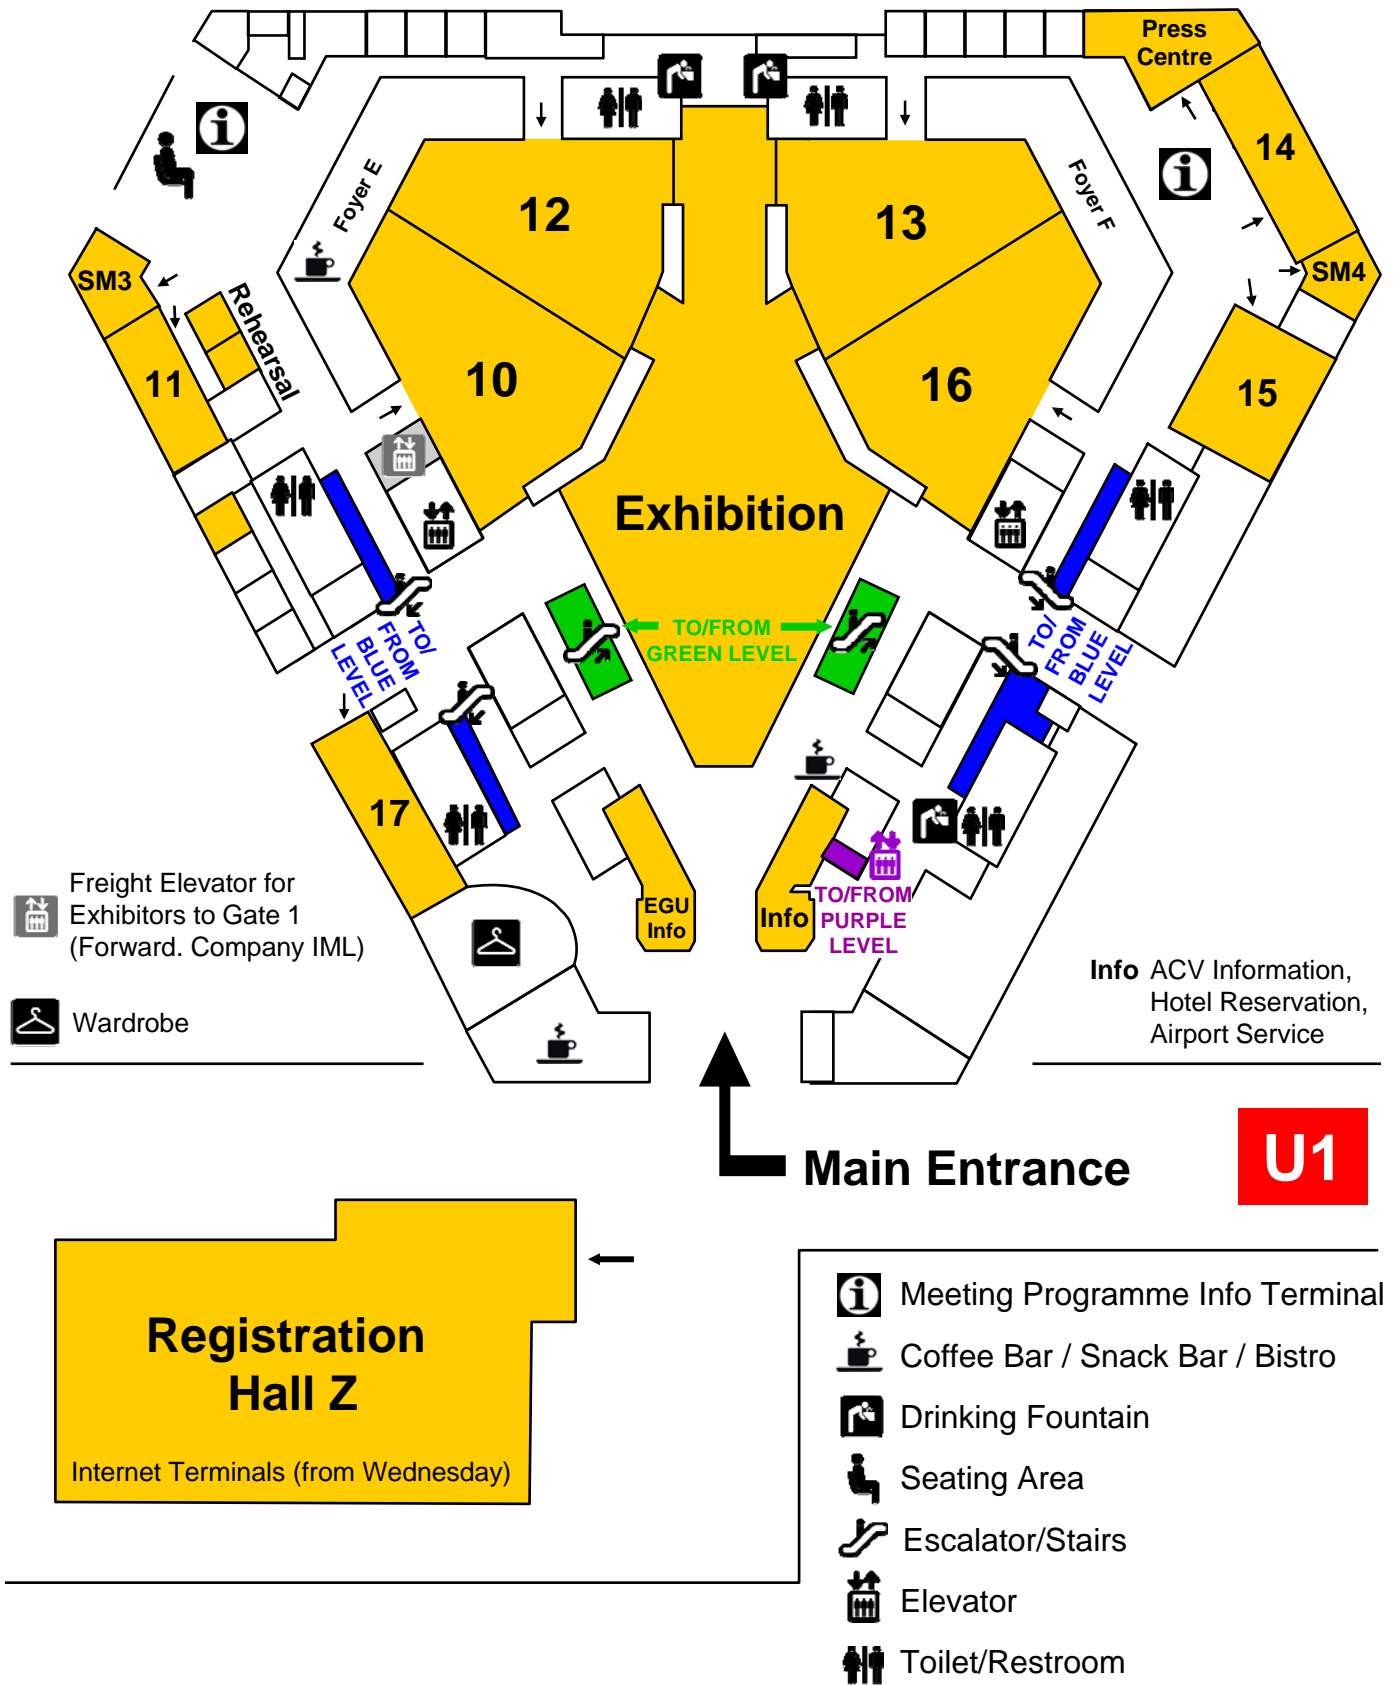 Press
Centre
14
Foyer E
Foyer F
12
13
SM3
SM4
Rehearsal
11
10
16
15
Exhibition
TO/FROM
GREEN LEVEL
TO/
FROM
BLUE
LEVEL
TO/
FROM
BLUE
LEVEL
17
EGU
Info
Info
TO/FROM
PURPLE
LEVEL
Freight Elevator for
Exhibitors to Gate 1
(Forward. Company IML)
Wardrobe
Info ACV Information,
Hotel Reservation,
Airport Service
Main Entrance
U1
Registration
Hall Z
Internet Terminals (from Wednesday)
Meeting Programme Info Terminal
Coffee Bar / Snack Bar / Bistro
Drinking Fountain
Seating Area
Escalator/Stairs
Elevator
Toilet/Restroom